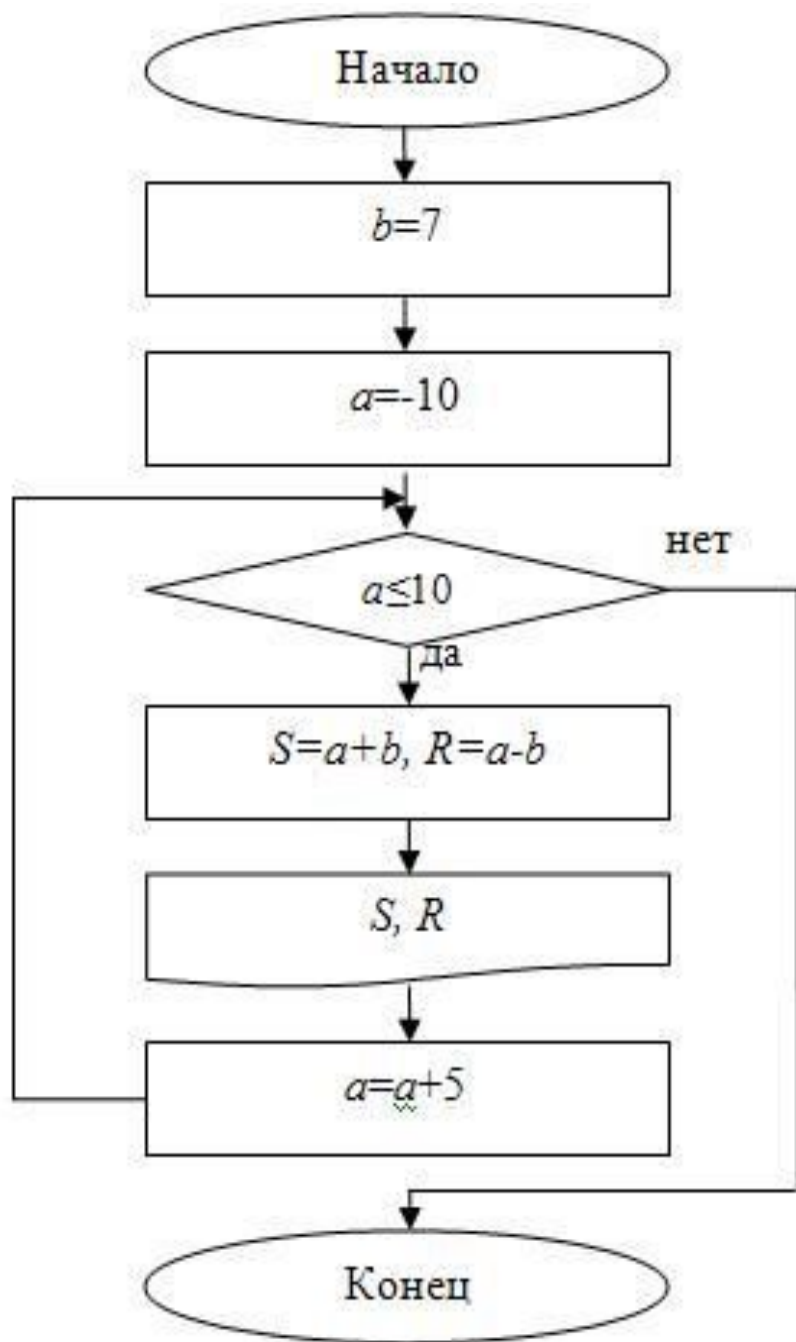 Начало
b=7
a=-10
нет
a≤10
да
S=a+b, R=a-b
S, R
a=a+5
Конец